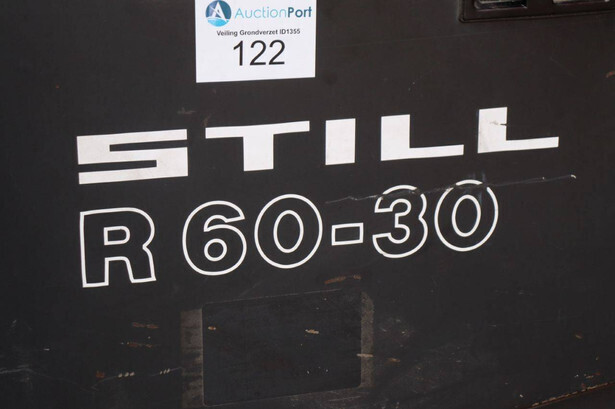 AuctionPort
Veiling Grondverzet ID1355
122
STILL
R 60-30